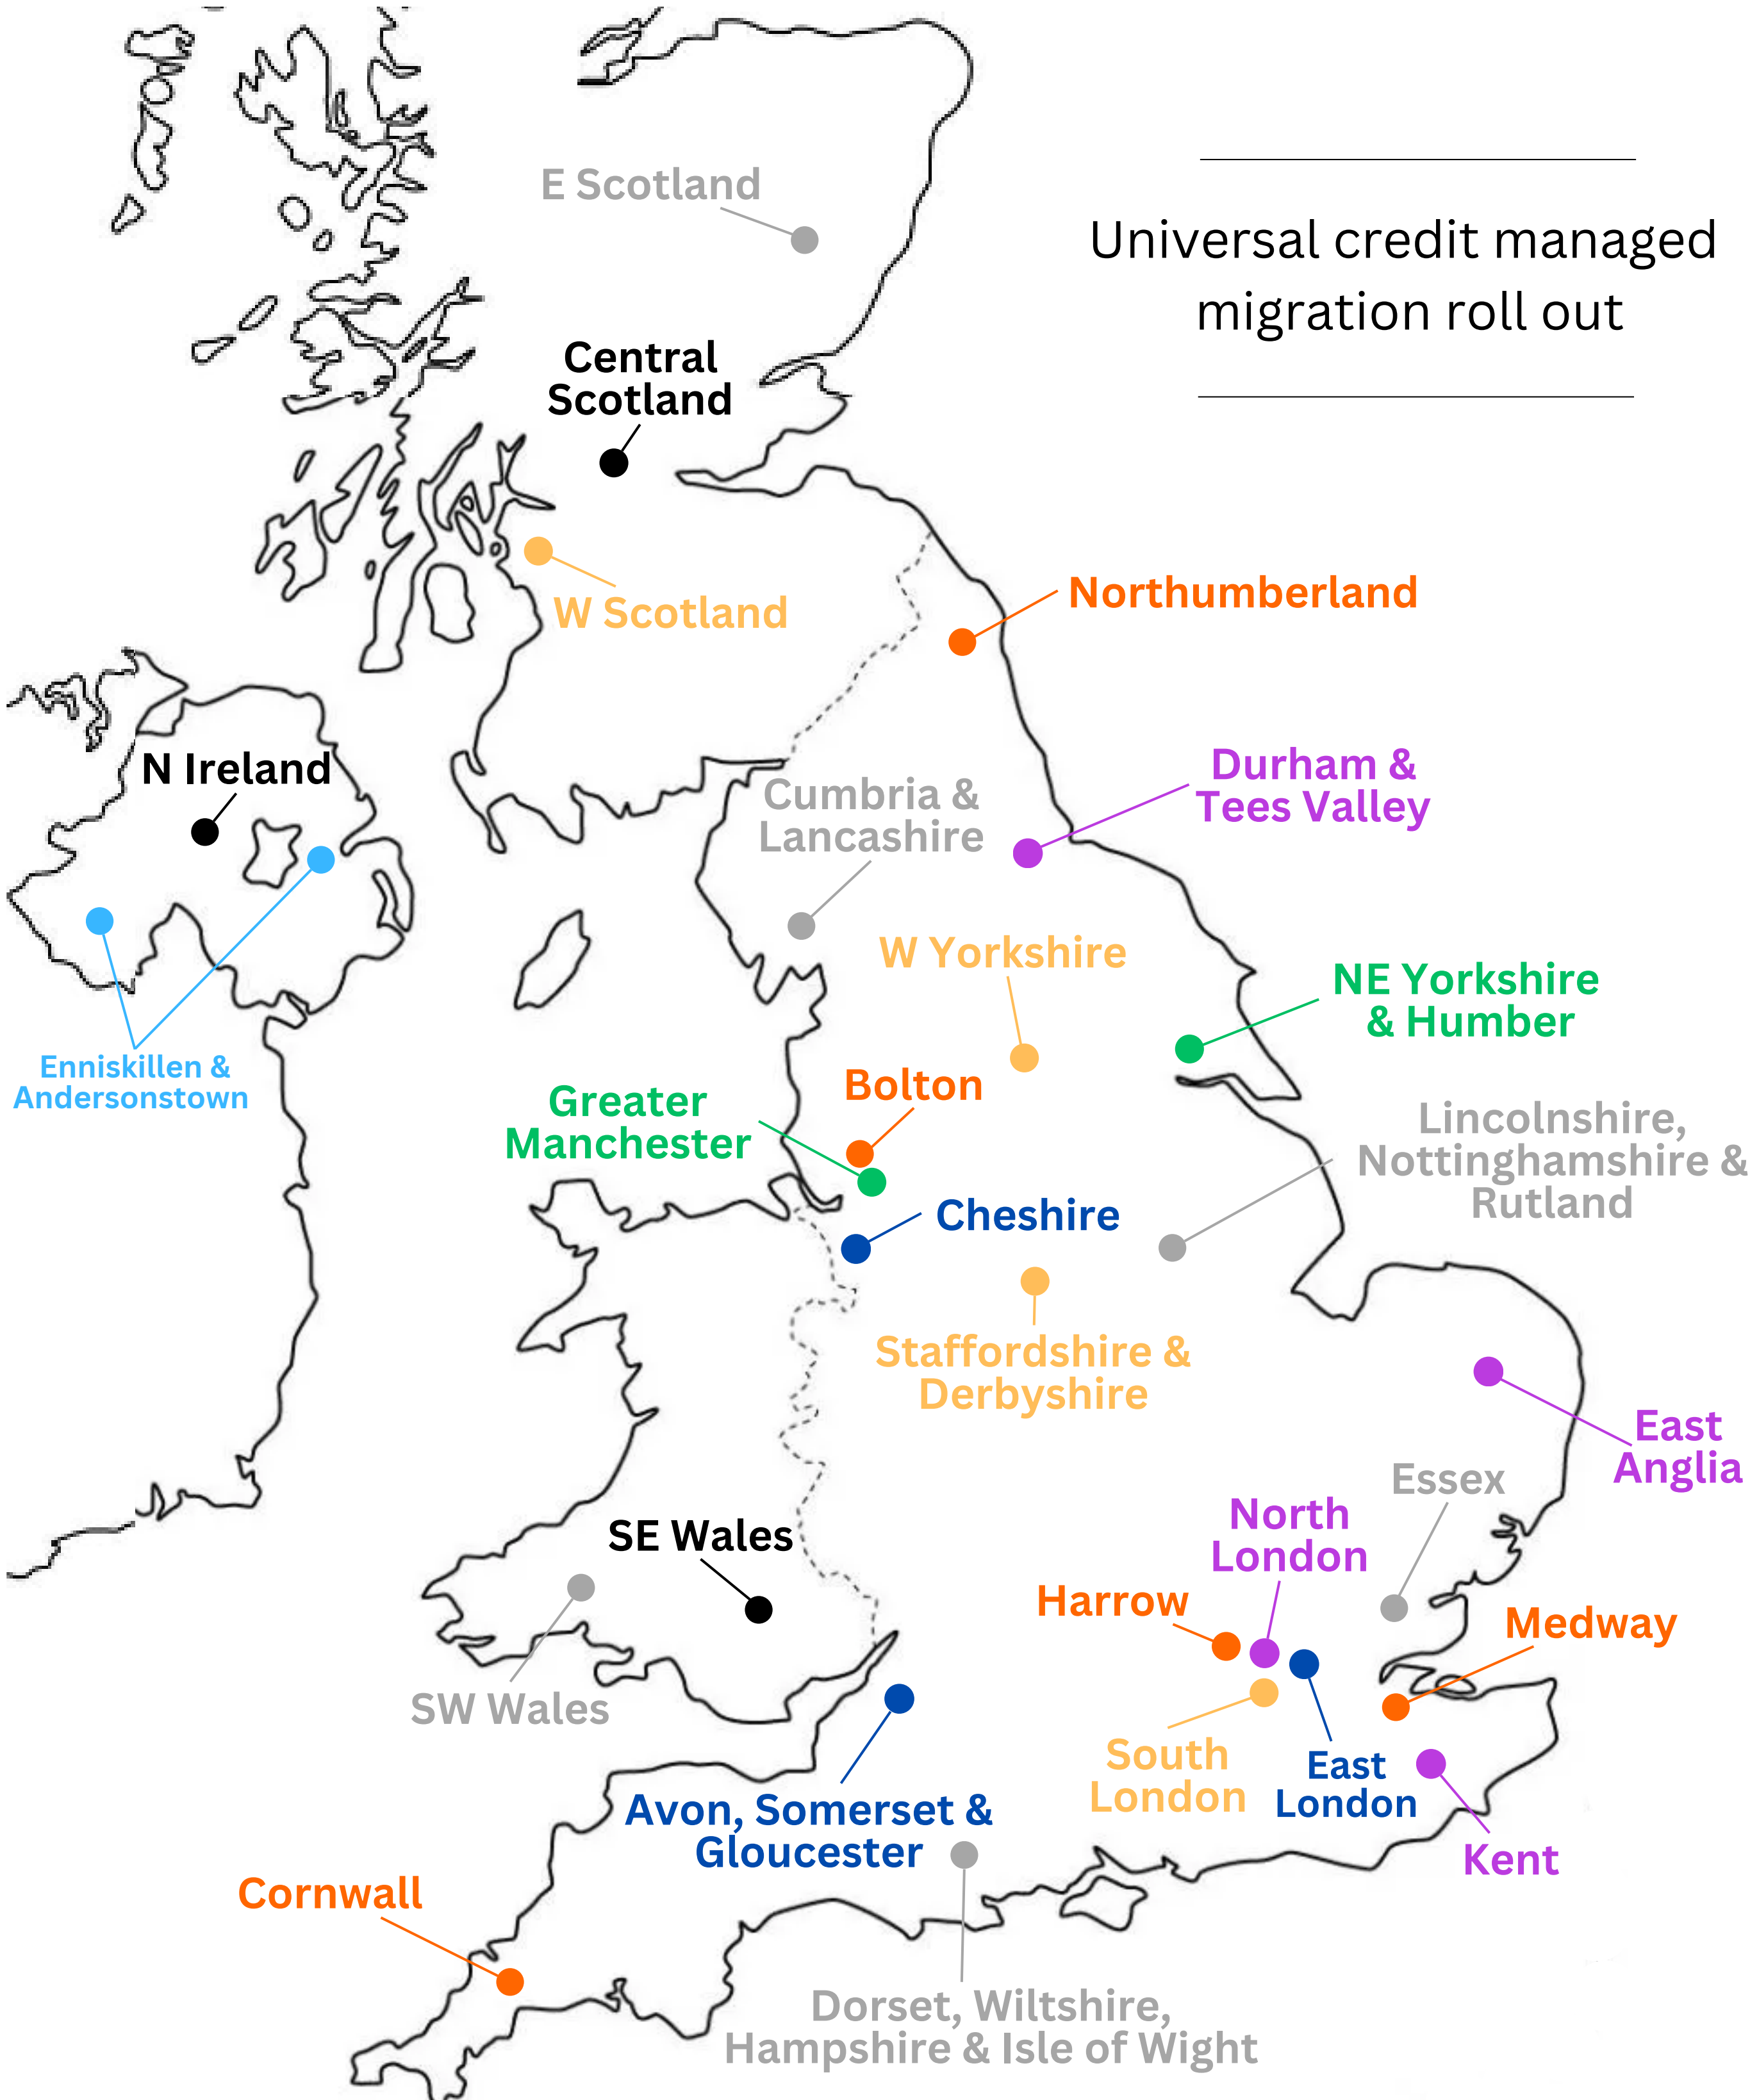 E Scotland
Universal credit managed
migration roll out
Central
Scotland
Northumberland
W Scotland
N Ireland
Durham &
Tees Valley
Cumbria &
Lancashire
W Yorkshire
NE Yorkshire
& Humber
Enniskillen &
Andersonstown
Bolton
Greater
Manchester
Lincolnshire,
Nottinghamshire &
Rutland
Cheshire
Staffordshire &
Derbyshire
East
Anglia
Essex
North
London
SE Wales
Harrow
Medway
SW Wales
South
London
East
London
Avon, Somerset &
Gloucester
Kent
Cornwall
Dorset, Wiltshire,
Hampshire & Isle of Wight